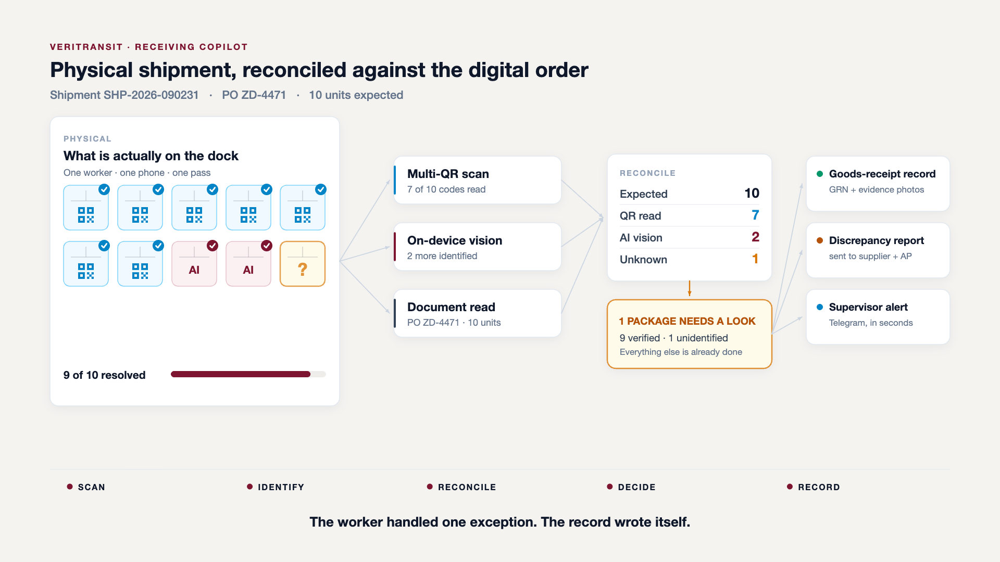 VERITRANSIT · RECEIVING COPILOT
Physical shipment, reconciled against the digital order
Shipment SHP-2026-090231 · PO ZD-4471 · 10 units expected
PHYSICAL
What is actually on the dock
One worker · one phone · one pass
AI
AI
?
9 of 10 resolved
Multi-QR scan
7 of 10 codes read
On-device vision
2 more identified
Document read
PO ZD-4471 · 10 units
RECONCILE
Expected 10
QR read 7
AI vision 2
Unknown 1
1 PACKAGE NEEDS A LOOK
9 verified · 1 unidentified
Everything else is already done
Goods-receipt record
GRN + evidence photos
Discrepancy report
sent to supplier + AP
Supervisor alert
Telegram, in seconds
SCAN
IDENTIFY
RECONCILE
DECIDE
RECORD
The worker handled one exception. The record wrote itself.